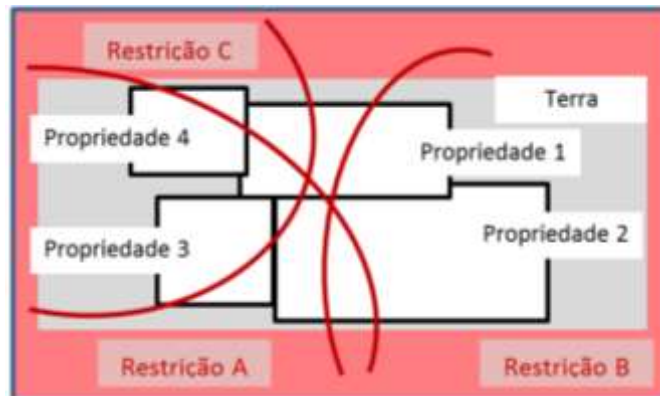 Restrição C
Terra
Propriedade 4
Propriedade 1
Propriedade 2
Propriedade 3
Restrição A
Restrição B